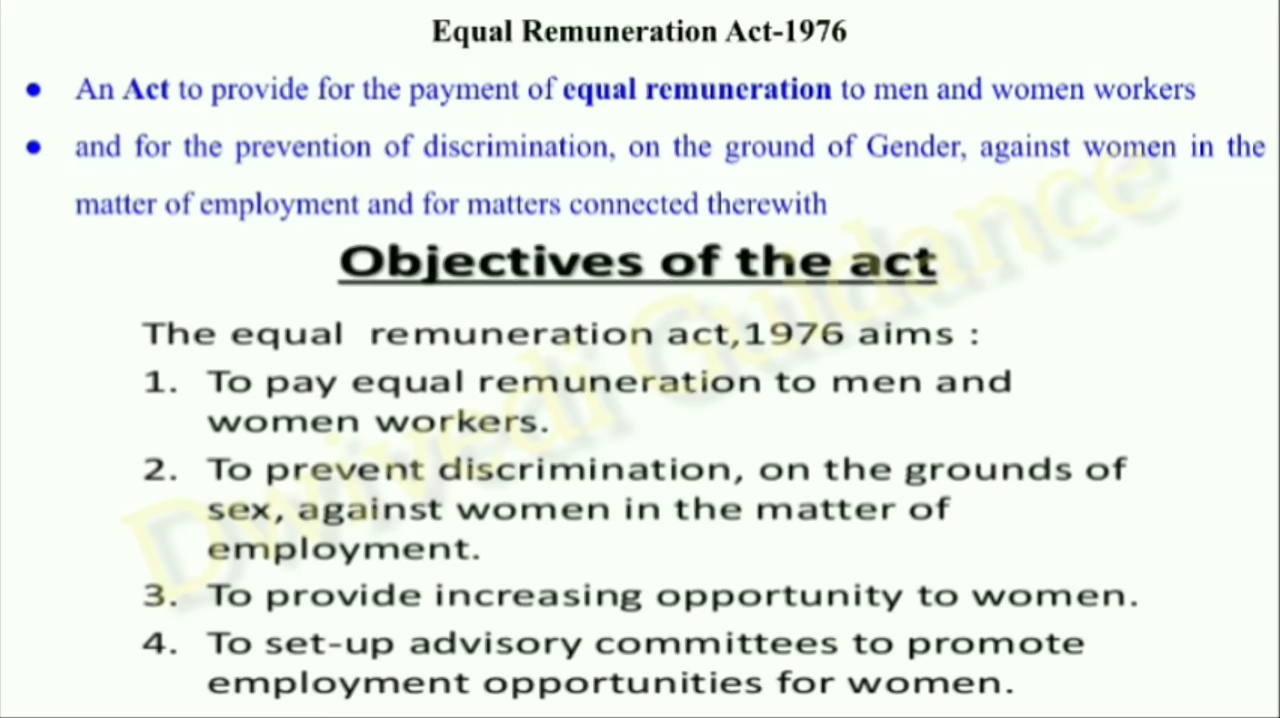 Equal Remuneration Act-1976
● An Act to provide for the payment of equal remuneration to men and women workers
● and for the prevention of discrimination, on the ground of Gender, against women in the
matter of employment and for matters connected therewith
Objectives of the act
The equal remuneration act,1976 aims :
1. To pay equal remuneration to men and
women workers.
2. To prevent discrimination, on the grounds of
sex, against women in the matter of
employment.
3. To provide increasing opportunity to women.
4. To set-up advisory committees to promote
employment opportunities for women.
Dwivedi Guidance